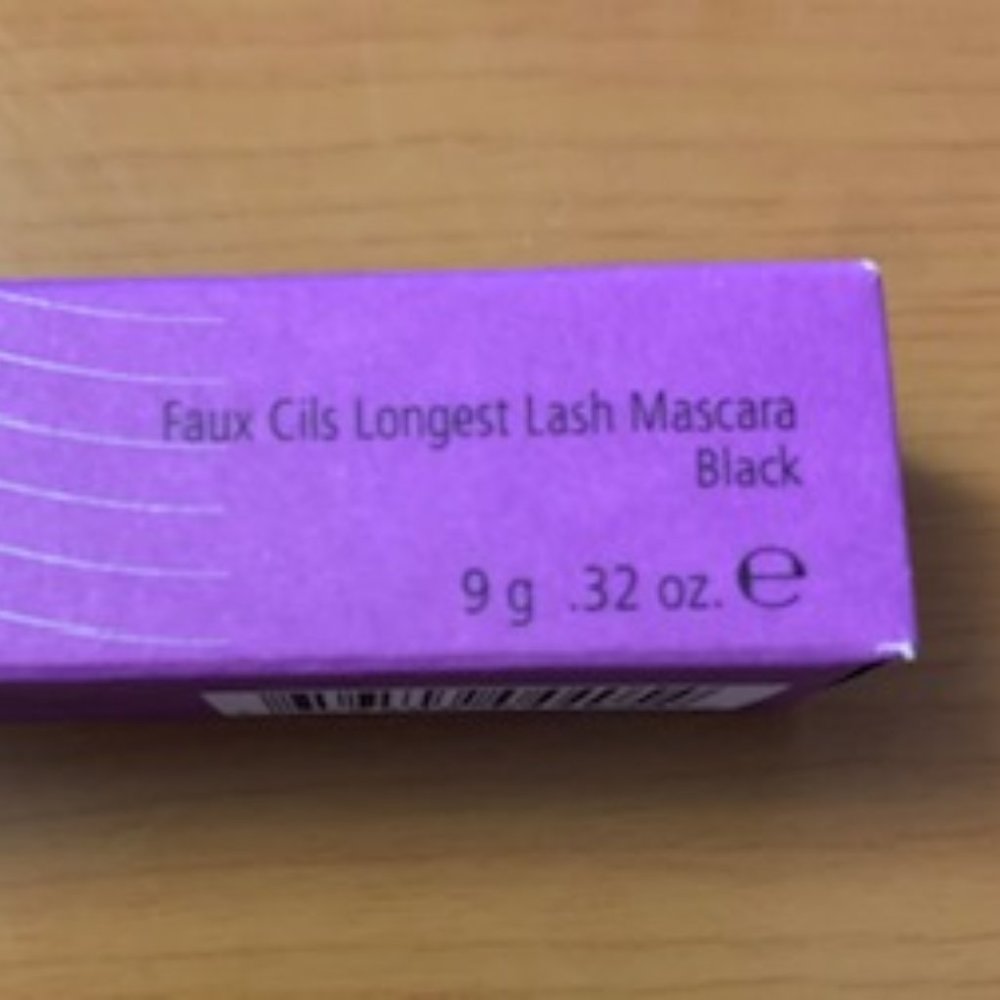 Faux Cils Longest Lash Mascara
Black
9 g .32 oz. ℮